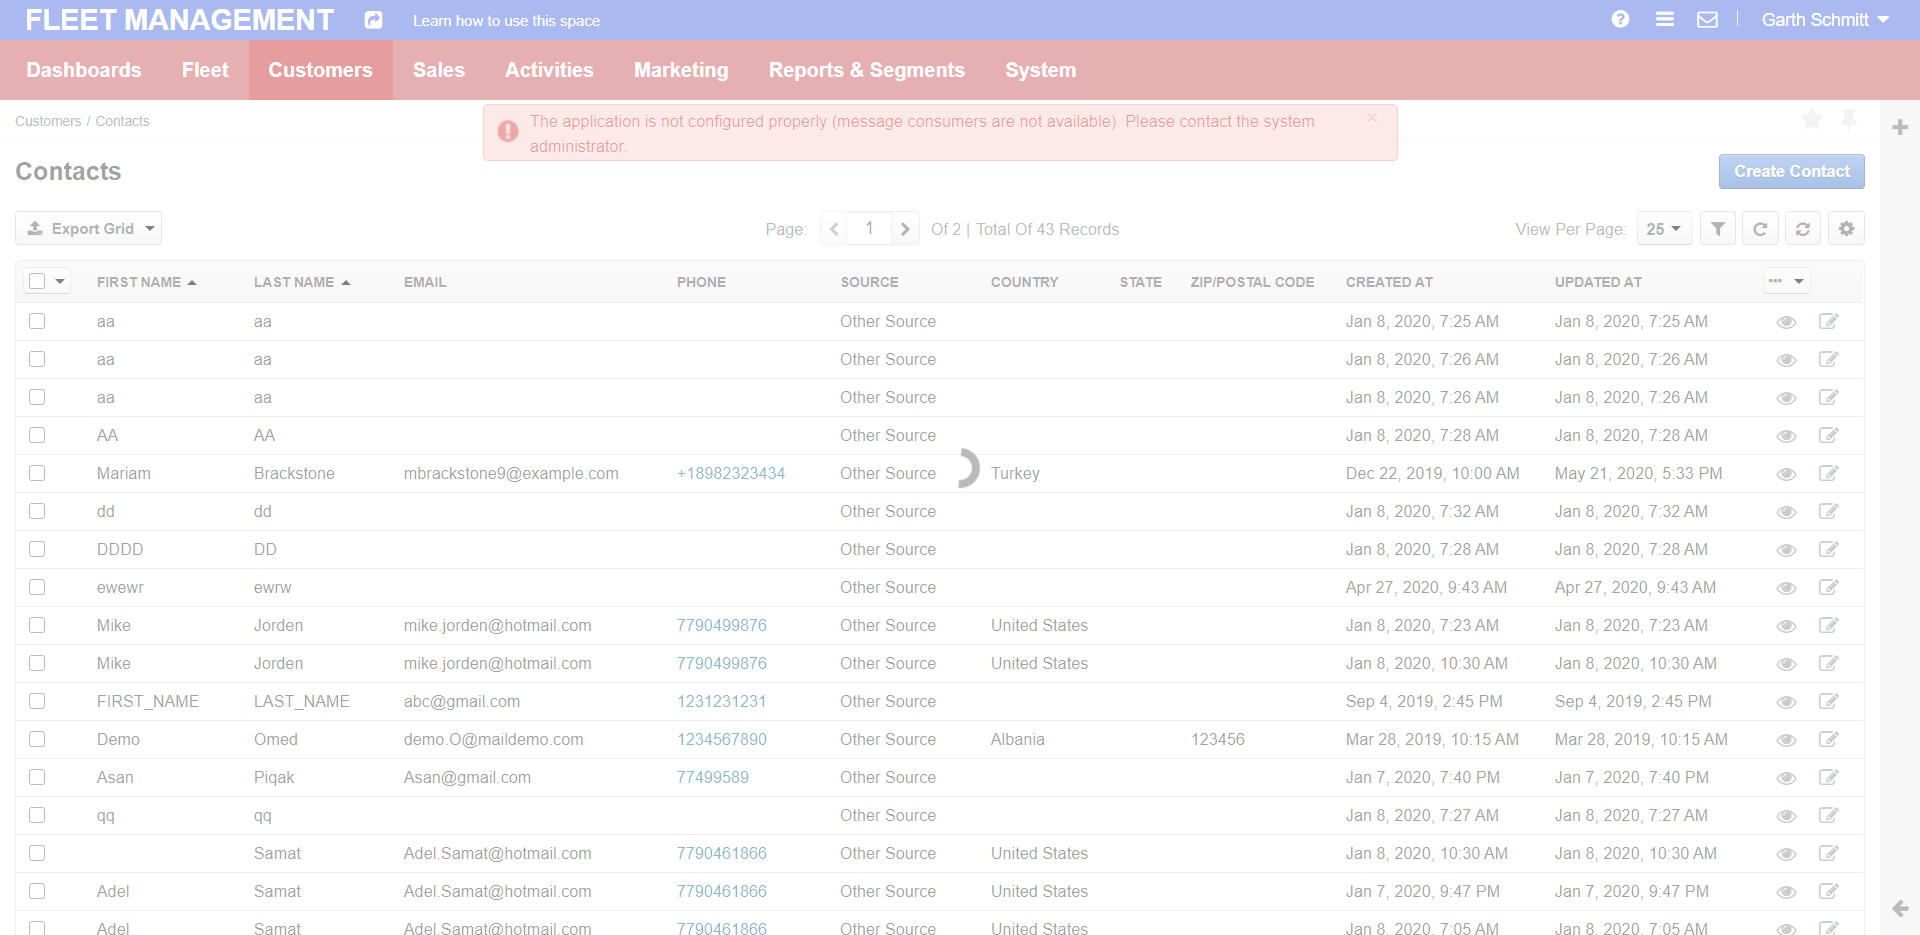 FLEET MANAGEMENT Learn how to use this space Garth Schmitt
Dashboards Fleet Customers Sales Activities Marketing Reports & Segments System
Customers / Contacts
The application is not configured properly (message consumers are not available). Please contact the system
administrator.
×
Contacts
Create Contact
Export Grid Page: 1 Of 2 | Total Of 43 Records View Per Page: 25
FIRST NAME LAST NAME EMAIL PHONE SOURCE COUNTRY STATE ZIP/POSTAL CODE CREATED AT UPDATED AT
aa aa Other Source Jan 8, 2020, 7:25 AM Jan 8, 2020, 7:25 AM
aa aa Other Source Jan 8, 2020, 7:26 AM Jan 8, 2020, 7:26 AM
aa aa Other Source Jan 8, 2020, 7:26 AM Jan 8, 2020, 7:26 AM
AA AA Other Source Jan 8, 2020, 7:28 AM Jan 8, 2020, 7:28 AM
Mariam Brackstone mbrackstone9@example.com +18982323434 Other Source Turkey Dec 22, 2019, 10:00 AM May 21, 2020, 5:33 PM
dd dd Other Source Jan 8, 2020, 7:32 AM Jan 8, 2020, 7:32 AM
DDDD DD Other Source Jan 8, 2020, 7:28 AM Jan 8, 2020, 7:28 AM
ewewr ewrw Other Source Apr 27, 2020, 9:43 AM Apr 27, 2020, 9:43 AM
Mike Jorden mike.jorden@hotmail.com 7790499876 Other Source United States Jan 8, 2020, 7:23 AM Jan 8, 2020, 7:23 AM
Mike Jorden mike.jorden@hotmail.com 7790499876 Other Source United States Jan 8, 2020, 10:30 AM Jan 8, 2020, 10:30 AM
FIRST_NAME LAST_NAME abc@gmail.com 1231231231 Other Source Sep 4, 2019, 2:45 PM Sep 4, 2019, 2:45 PM
Demo Omed demo.O@maildemo.com 1234567890 Other Source Albania 123456 Mar 28, 2019, 10:15 AM Mar 28, 2019, 10:15 AM
Asan Piqak Asan@gmail.com 77499589 Other Source Jan 7, 2020, 7:40 PM Jan 7, 2020, 7:40 PM
qq qq Other Source Jan 8, 2020, 7:27 AM Jan 8, 2020, 7:27 AM
Samat Adel.Samat@hotmail.com 7790461866 Other Source United States Jan 8, 2020, 10:30 AM Jan 8, 2020, 10:30 AM
Adel Samat Adel.Samat@hotmail.com 7790461866 Other Source United States Jan 7, 2020, 9:47 PM Jan 7, 2020, 9:47 PM
Adel Samat Adel.Samat@hotmail.com 7790461866 Other Source United States Jan 8, 2020, 7:05 AM Jan 8, 2020, 7:05 AM